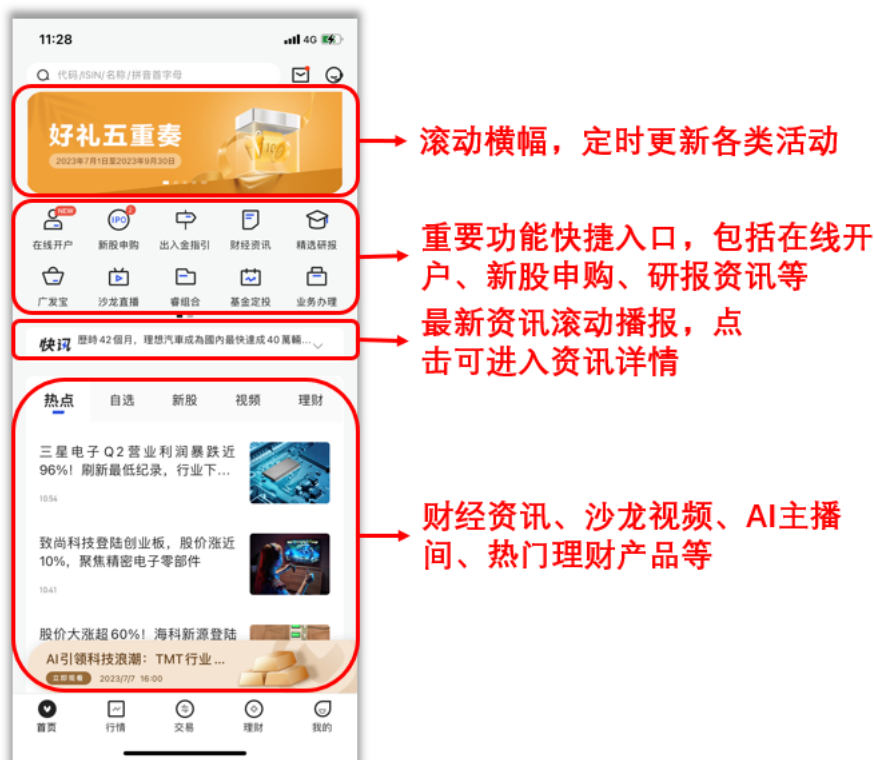 11:28
4G
代码/ISIN/名称/拼音首字母
好礼五重奏
2023年7月1日至2023年9月30日
滚动横幅，定时更新各类活动
NEW
IPO
2
在线开户
新股申购
出入金指引
财经资讯
精选研报
广发宝
沙龙直播
睿组合
基金定投
业务办理
重要功能快捷入口，包括在线开
户、新股申购、研报资讯等
快讯
歷時42個月，理想汽車成為國內最快達成40萬輛...
最新资讯滚动播报，点
击可进入资讯详情
热点
自选
新股
视频
理财
三星电子Q2营业利润暴跌近
96%！刷新最低纪录，行业下...
10:54
致尚科技登陆创业板，股价涨近
10%，聚焦精密电子零部件
10:41
股价大涨超60%！海科新源登陆
财经资讯、沙龙视频、AI主播
间、热门理财产品等
AI引领科技浪潮：TMT行业...
立即观看
2023/7/7 16:00
首页
行情
交易
理财
我的